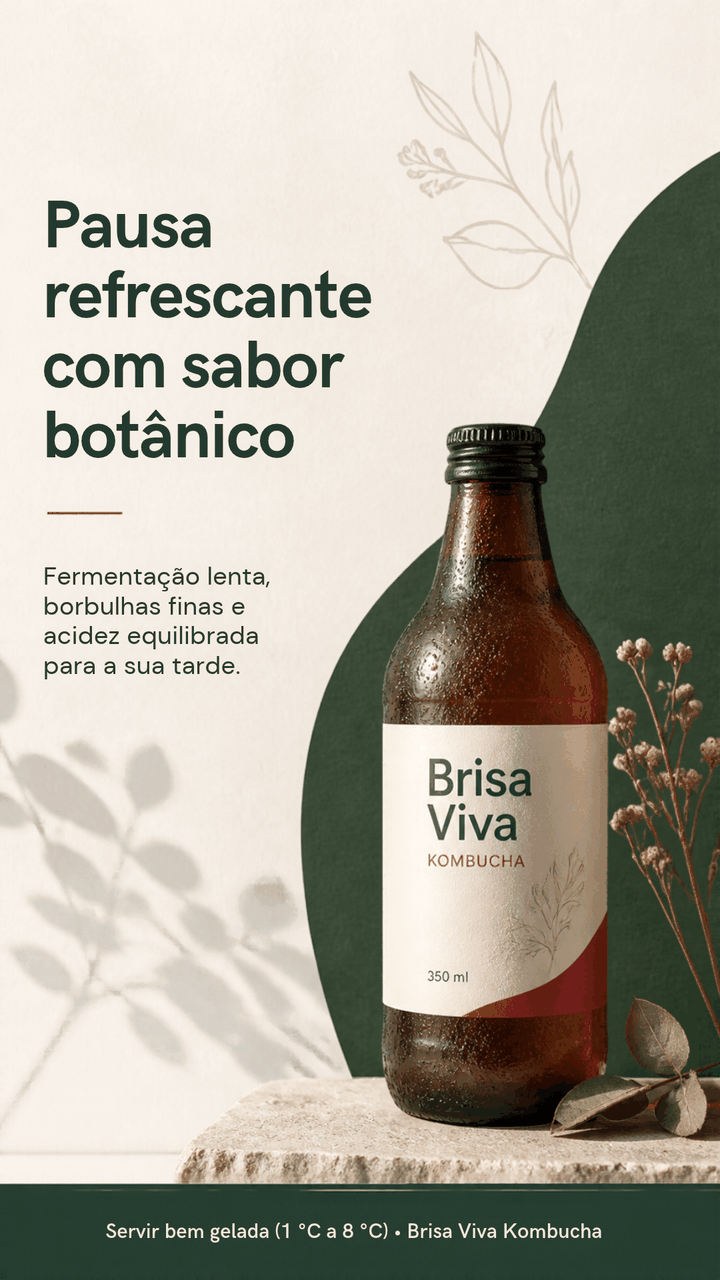 Pausa
refrescante
com sabor
botânico
Fermentação lenta,
borbulhas finas e
acidez equilibrada
para a sua tarde.
Brisa
Viva
KOMBUCHA
350 ml
Servir bem gelada (1 °C a 8 °C) • Brisa Viva Kombucha